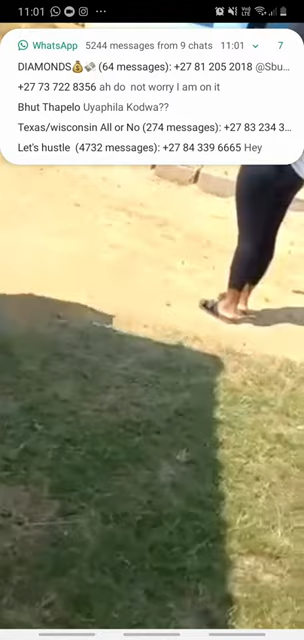 11:01
WhatsApp 5244 messages from 9 chats 11:01 7
DIAMONDS💰💸 (64 messages): +27 81 205 2018 @Sbu...
+27 73 722 8356 ah do not worry I am on it
Bhut Thapelo Uyaphila Kodwa??
Texas/wisconsin All or No (274 messages): +27 83 234 3...
Let's hustle (4732 messages): +27 84 339 6665 Hey